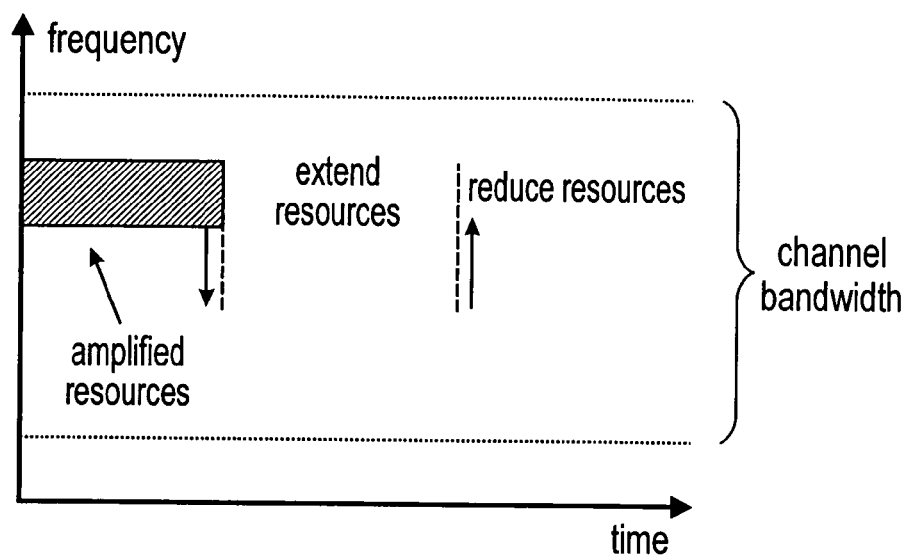 frequency
extend
resources
reduce resources
channel
bandwidth
amplified
resources
time